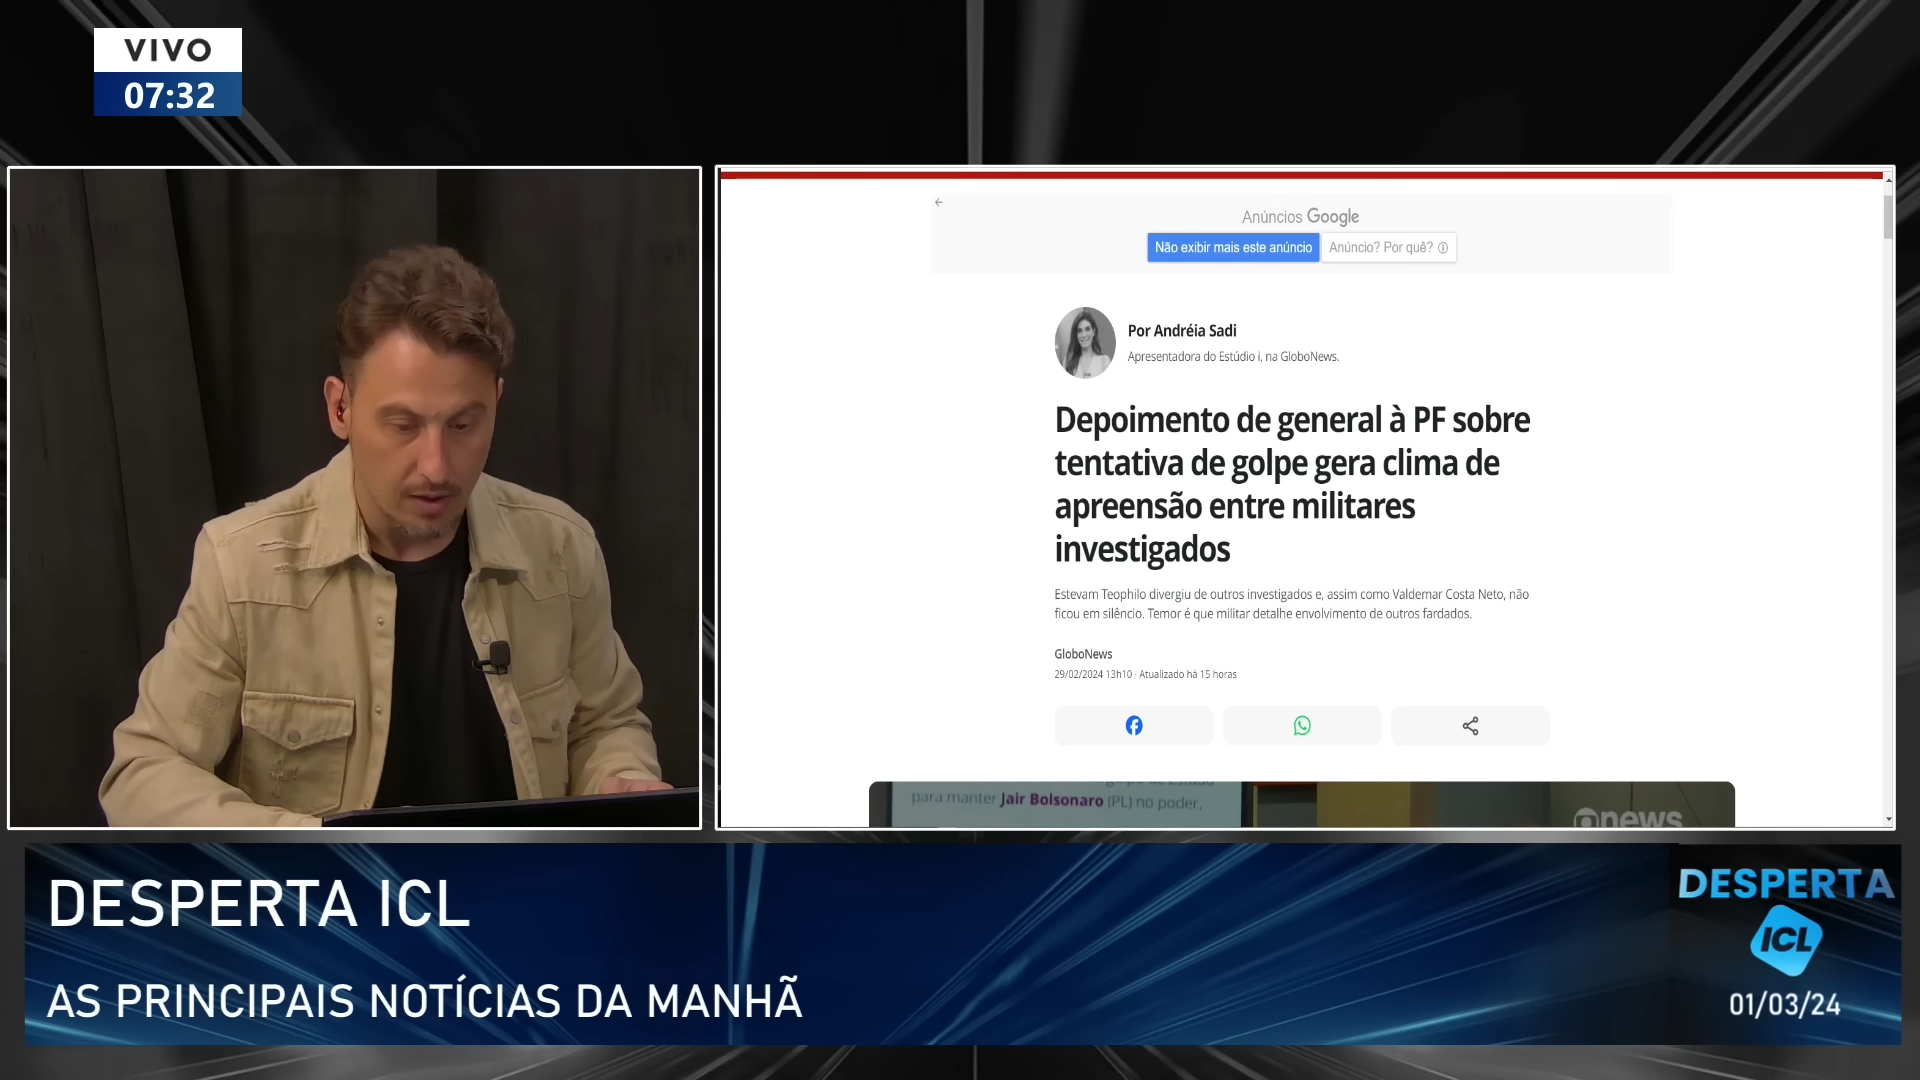 VIVO
07:32
Anúncios Google
Não exibir mais este anúncio
Anúncio? Por quê?
Por Andréia Sadi
Apresentadora do Estúdio i, na GloboNews.
Depoimento de general à PF sobre
tentativa de golpe gera clima de
apreensão entre militares
investigados
Estevam Teophilo divergiu de outros investigados e, assim como Valdemar Costa Neto, não
ficou em silêncio. Temor é que militar detalhe envolvimento de outros fardados.
GloboNews
29/02/2024 13h10 · Atualizado há 15 horas
para manter Jair Bolsonaro (PL) no poder,
news
DESPERTA ICL
AS PRINCIPAIS NOTÍCIAS DA MANHÃ
DESPERTA
ICL
01/03/24